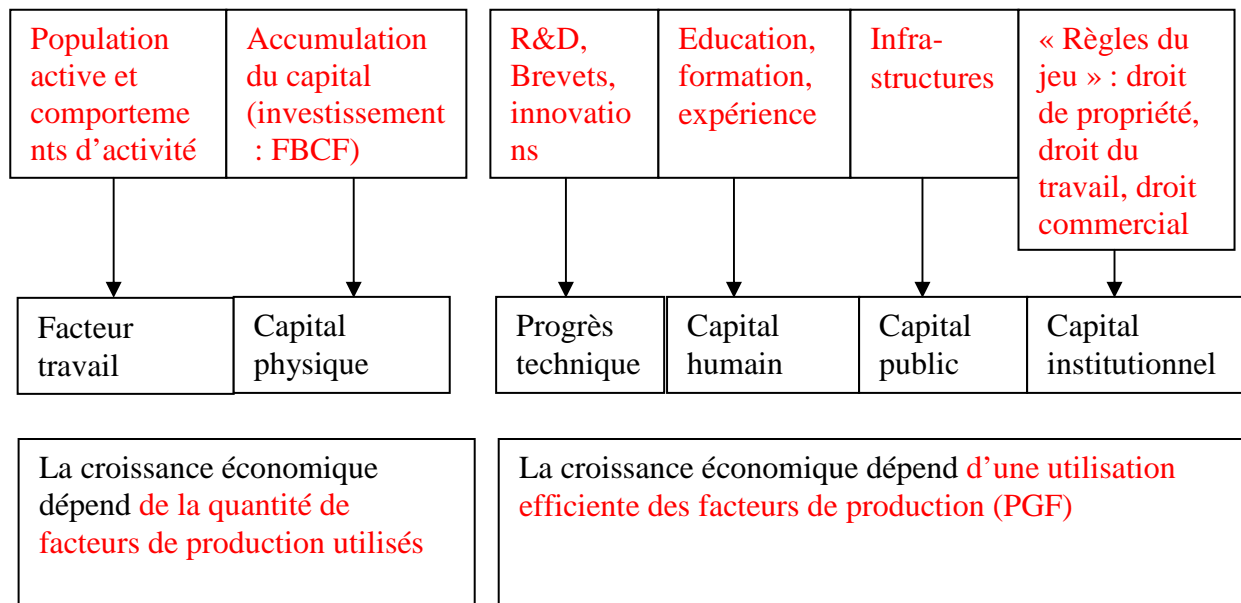 Population
active et
comporteme
nts d'activité
Accumulation
du capital
(investissement
: FBCF)
R&D,
Brevets,
innovatio
ns
Education,
formation,
expérience
Infra-
structures
« Règles du
jeu » : droit
de propriété,
droit du
travail, droit
commercial
Facteur
travail
Capital
physique
Progrès
technique
Capital
humain
Capital
public
Capital
institutionnel
La croissance économique
dépend de la quantité de
facteurs de production utilisés
La croissance économique dépend d'une utilisation
efficiente des facteurs de production (PGF)